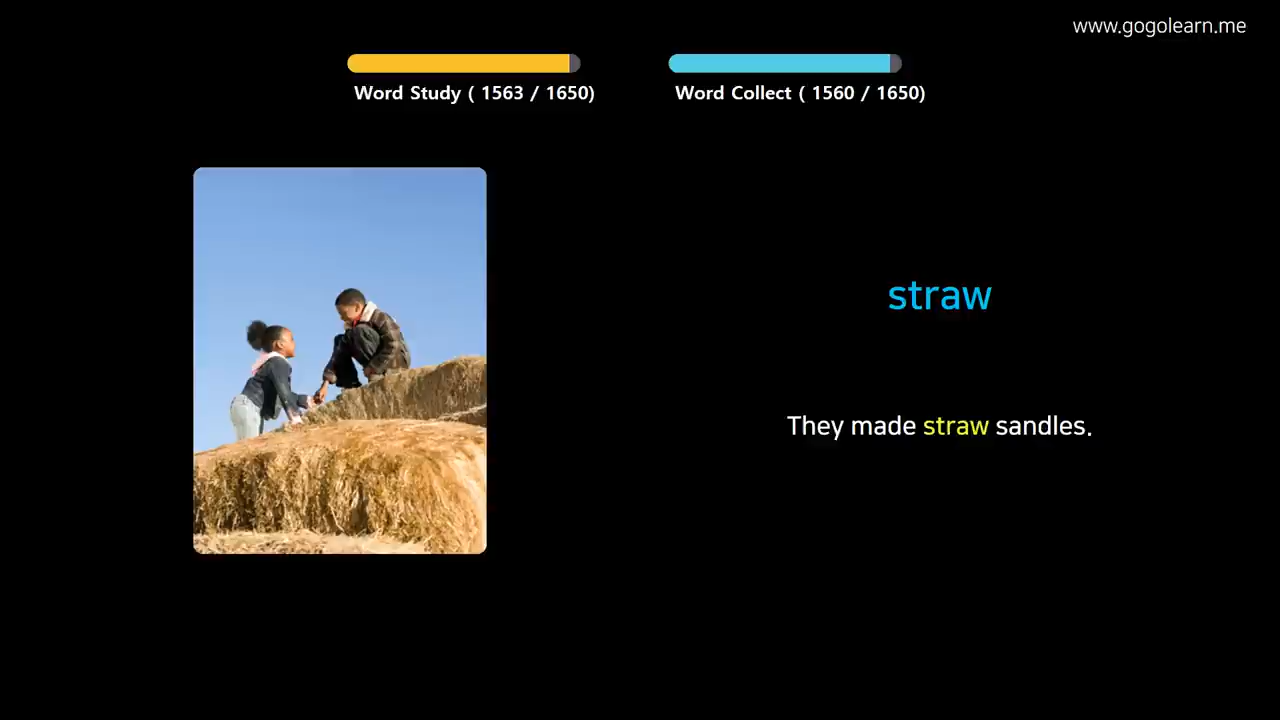 www.gogolearn.me
Word Study ( 1563 / 1650)
Word Collect ( 1560 / 1650)
straw
They made straw sandles.